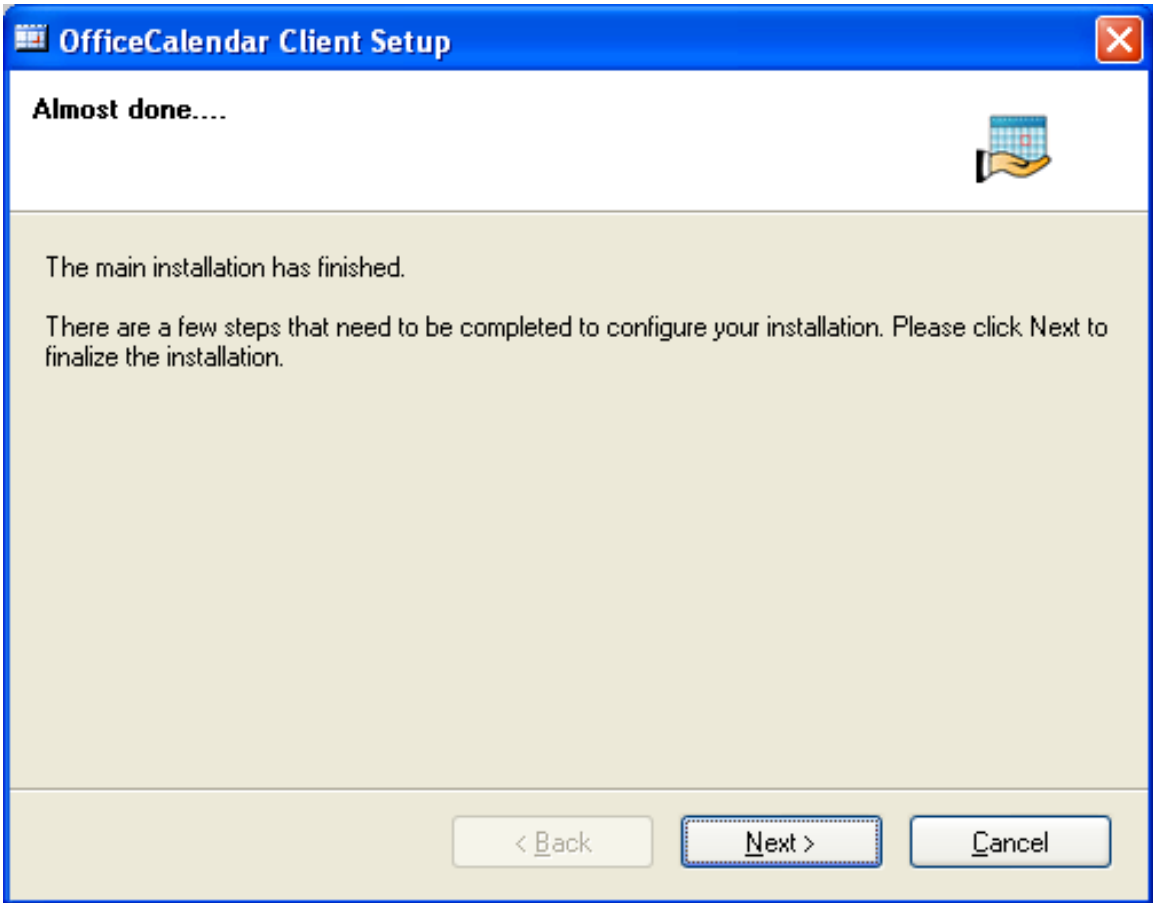 OfficeCalendar Client Setup
Almost done....
The main installation has finished.
There are a few steps that need to be completed to configure your installation. Please click Next to
finalize the installation.
< Back
Next >
Cancel